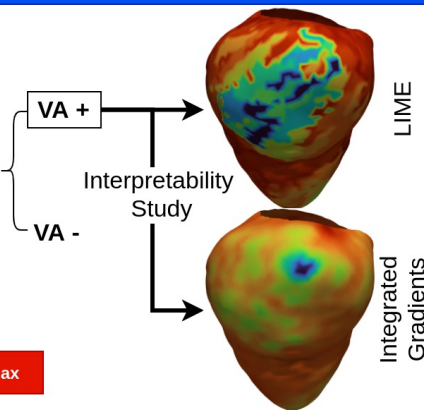 VA +
LIME
Interpretability
Study
VA -
Integrated
Gradients
ax